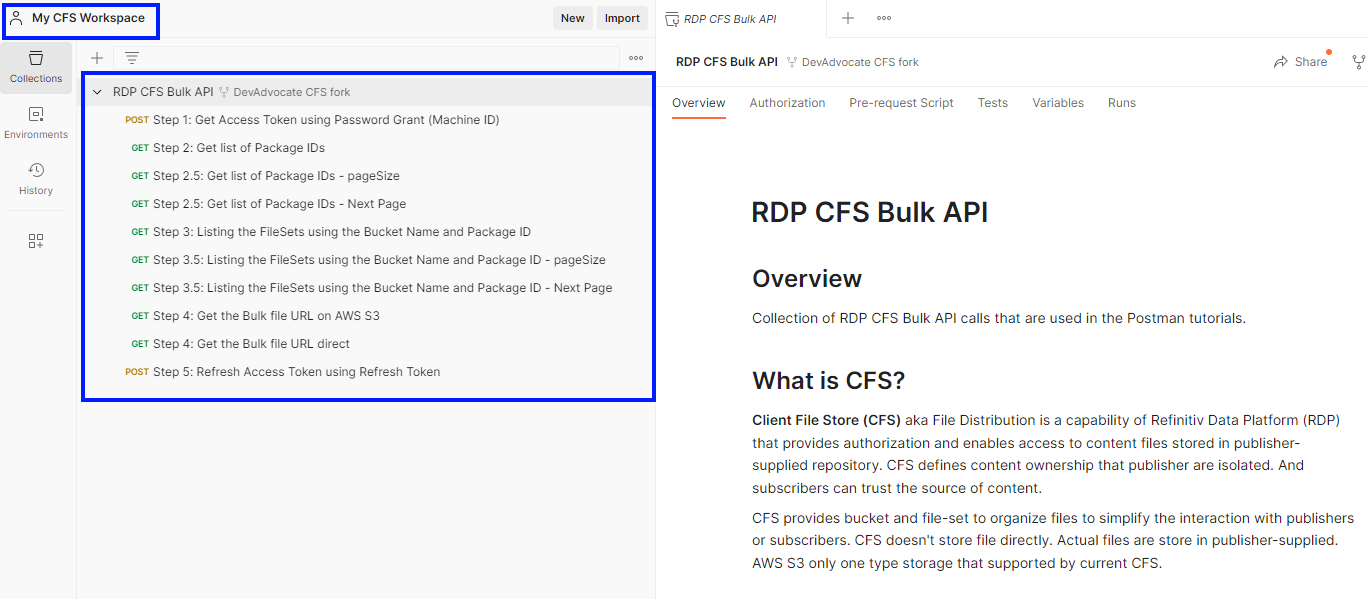 My CFS Workspace
New
Import
RDP CFS Bulk API
Collections
Environments
History
RDP CFS Bulk API DevAdvocate CFS fork
POST Step 1: Get Access Token using Password Grant (Machine ID)
GET Step 2: Get list of Package IDs
GET Step 2.5: Get list of Package IDs - pageSize
GET Step 2.5: Get list of Package IDs - Next Page
GET Step 3: Listing the FileSets using the Bucket Name and Package ID
GET Step 3.5: Listing the FileSets using the Bucket Name and Package ID - pageSize
GET Step 3.5: Listing the FileSets using the Bucket Name and Package ID - Next Page
GET Step 4: Get the Bulk file URL on AWS S3
GET Step 4: Get the Bulk file URL direct
POST Step 5: Refresh Access Token using Refresh Token
RDP CFS Bulk API DevAdvocate CFS fork
Share
Overview Authorization Pre-request Script Tests Variables Runs
RDP CFS Bulk API
Overview
Collection of RDP CFS Bulk API calls that are used in the Postman tutorials.
What is CFS?
Client File Store (CFS) aka File Distribution is a capability of Refinitiv Data Platform (RDP)
that provides authorization and enables access to content files stored in publisher-
supplied repository. CFS defines content ownership that publisher are isolated. And
subscribers can trust the source of content.
CFS provides bucket and file-set to organize files to simplify the interaction with publishers
or subscribers. CFS doesn't store file directly. Actual files are store in publisher-supplied.
AWS S3 only one type storage that supported by current CFS.